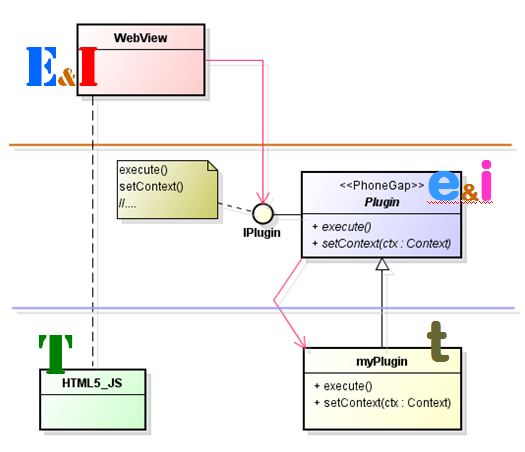 WebView
E&I
execute()
setContext()
//....
IPlugin
<<PhoneGap>>
Plugin
+ execute()
+ setContext(ctx : Context)
e&i
T
HTML5_JS
t
myPlugin
+ execute()
+ setContext(ctx : Context)